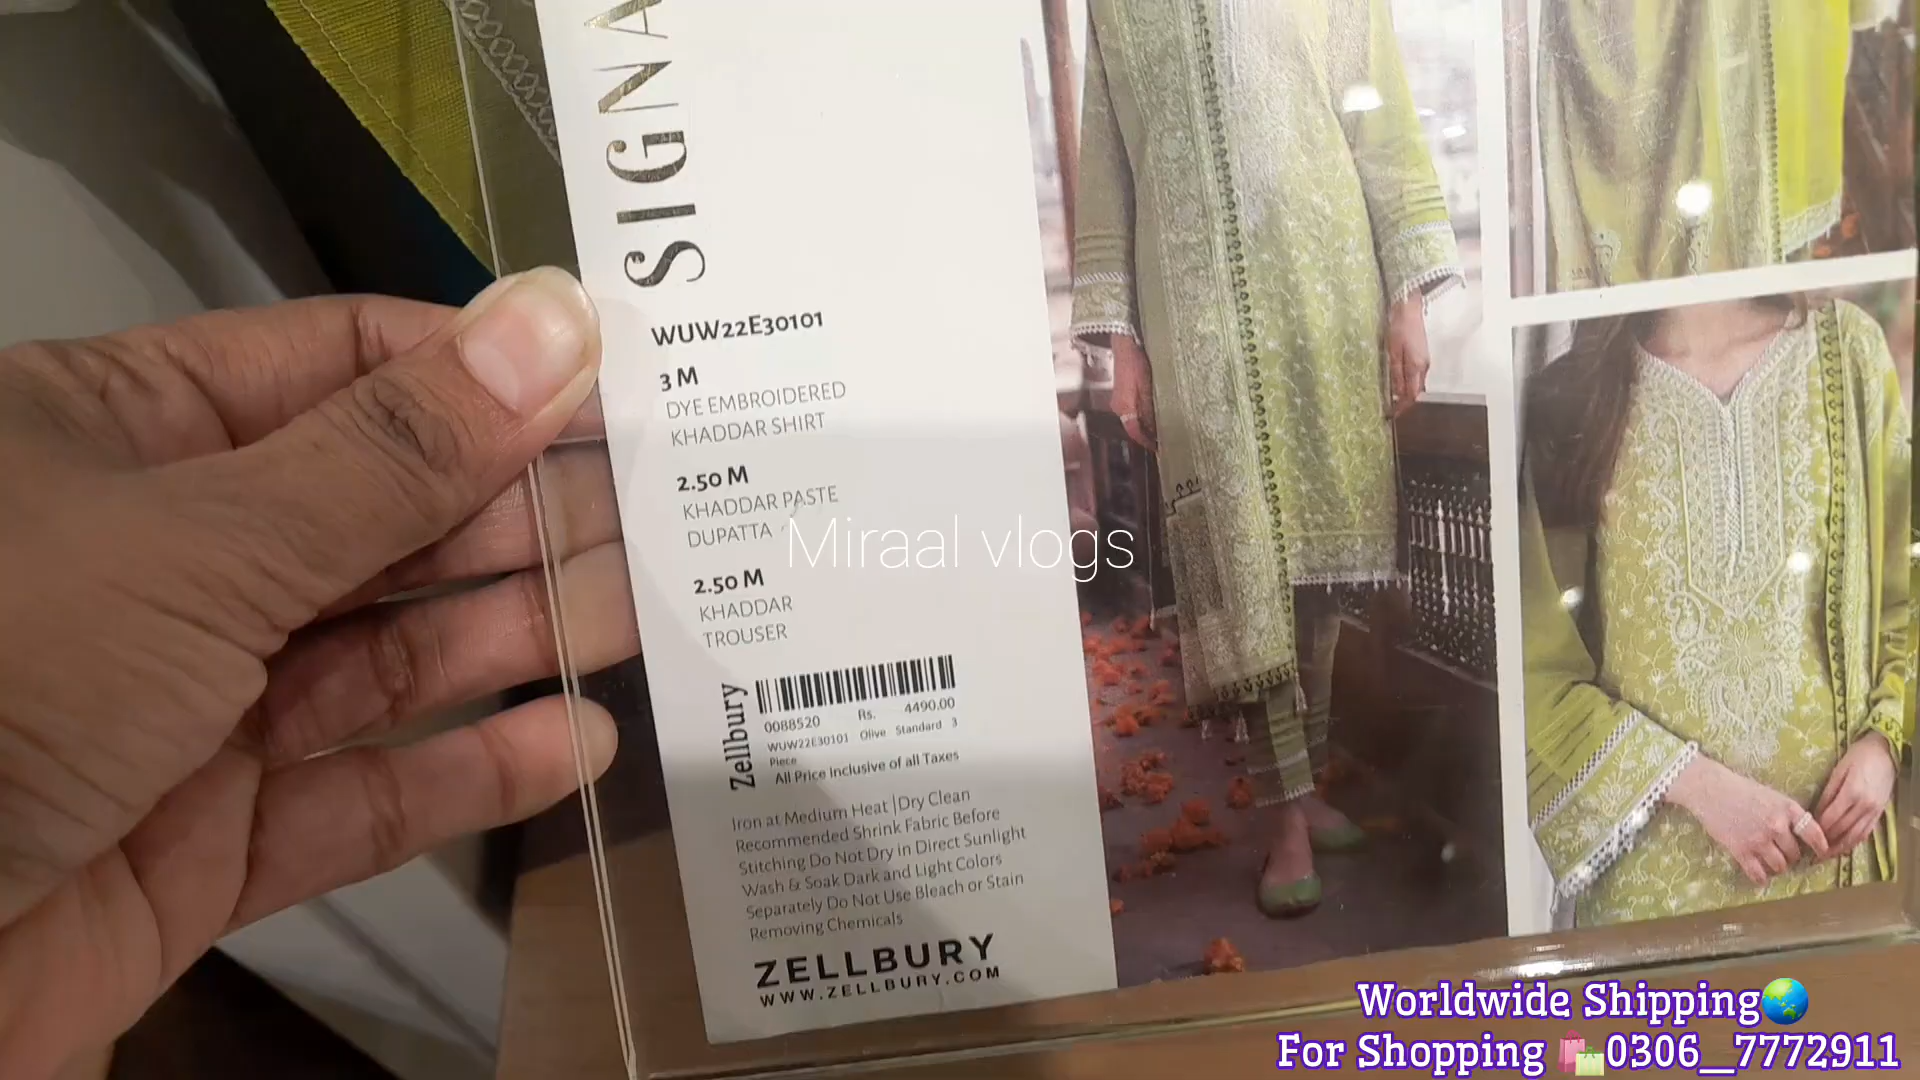 SIGNA
WUW22E30101
3 M
DYE EMBROIDERED
KHADDAR SHIRT
2.50 M
KHADDAR PASTE
DUPATTA
2.50 M
KHADDAR
TROUSER
Zellbury
0088520 Rs. 4490.00
WUW22E30101 Olive Standard 3
Piece
All Price Inclusive of all Taxes
Iron at Medium Heat |Dry Clean
Recommended Shrink Fabric Before
Stitching Do Not Dry in Direct Sunlight
Wash & Soak Dark and Light Colors
Separately Do Not Use Bleach or Stain
Removing Chemicals
ZELLBURY
WWW.ZELLBURY.COM
Miraal vlogs
Worldwide Shipping🌏
For Shopping 🛍️0306__7772911